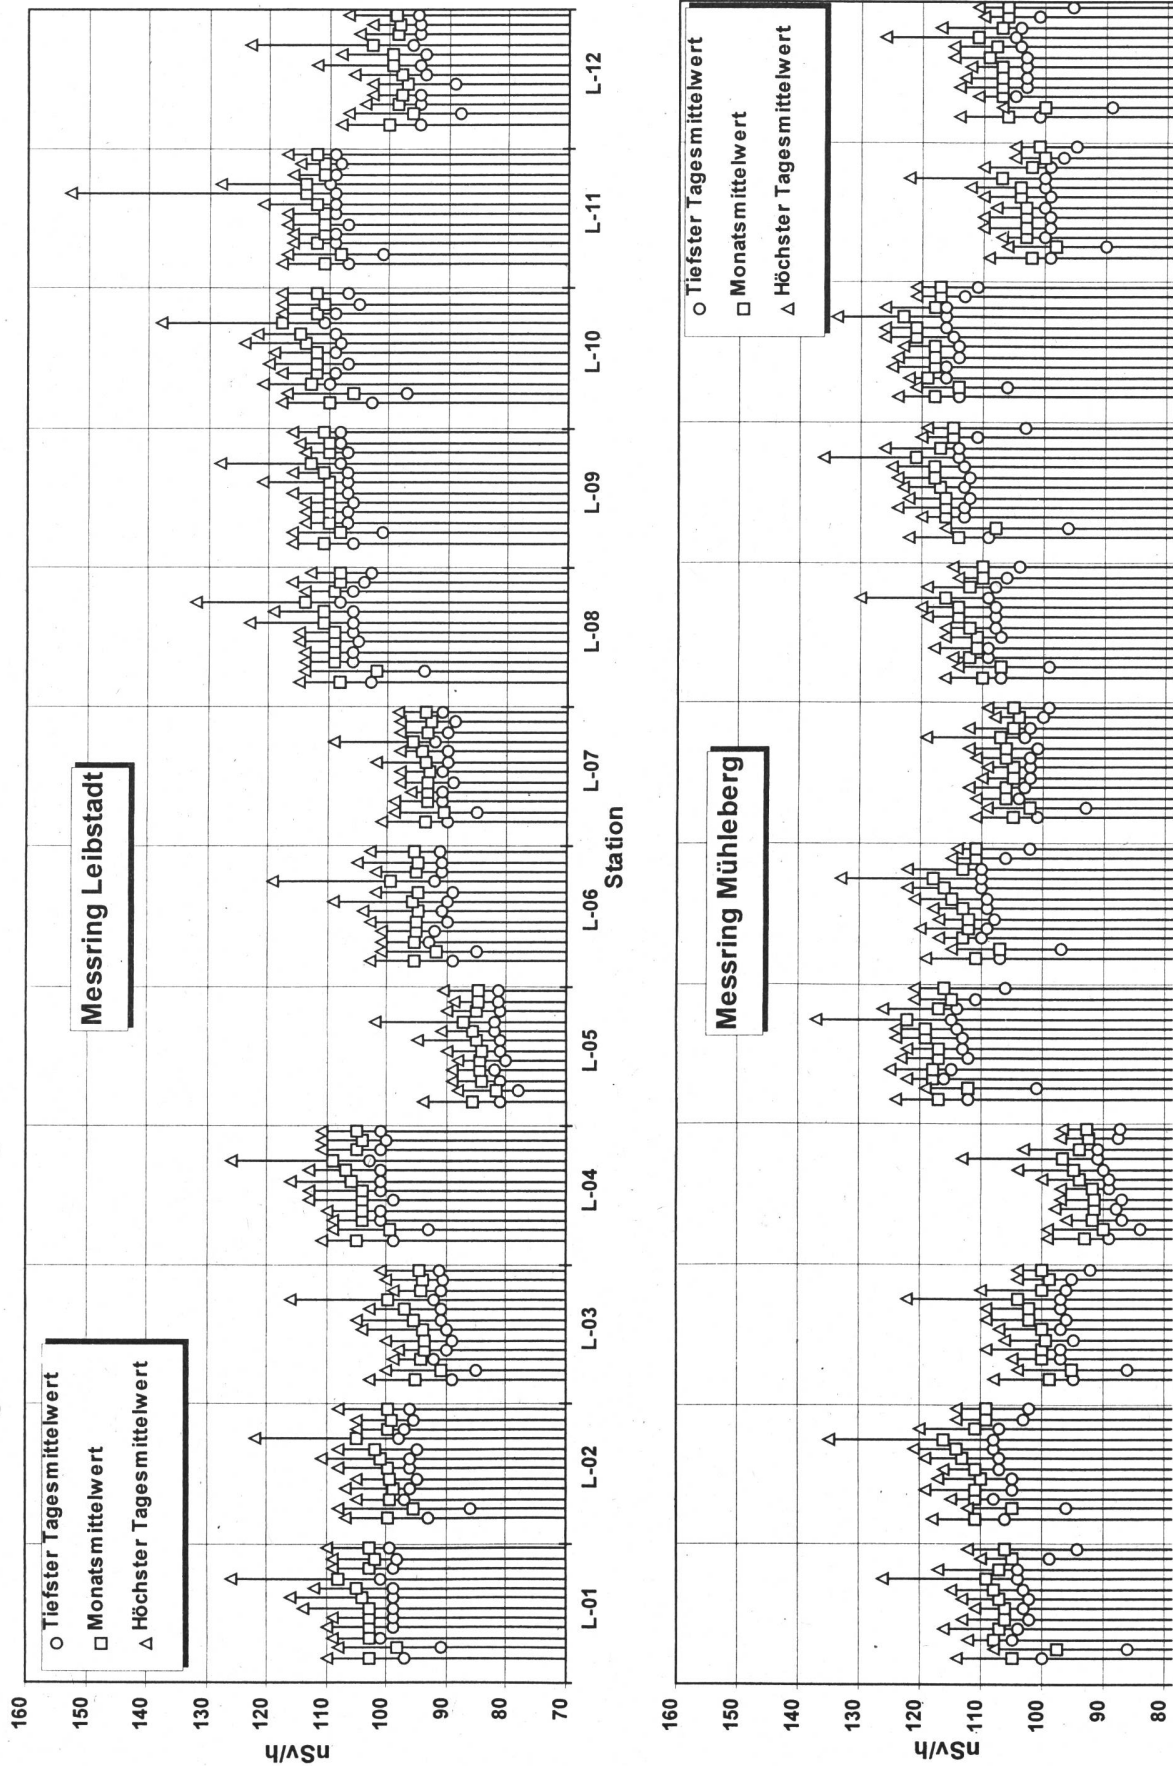 Messring Leibstadt
Tiefster Tagesmittelwert
Monatsmittelwert
Höchster Tagesmittelwert
nSv/h
160
150
140
130
120
110
100
90
80
70
L-01
L-02
L-03
L-04
L-05
L-06
L-07
L-08
L-09
L-10
L-11
L-12
Station
Messring Mühleberg
Tiefster Tagesmittelwert
Monatsmittelwert
Höchster Tagesmittelwert
nSv/h
160
150
140
130
120
110
100
90
80